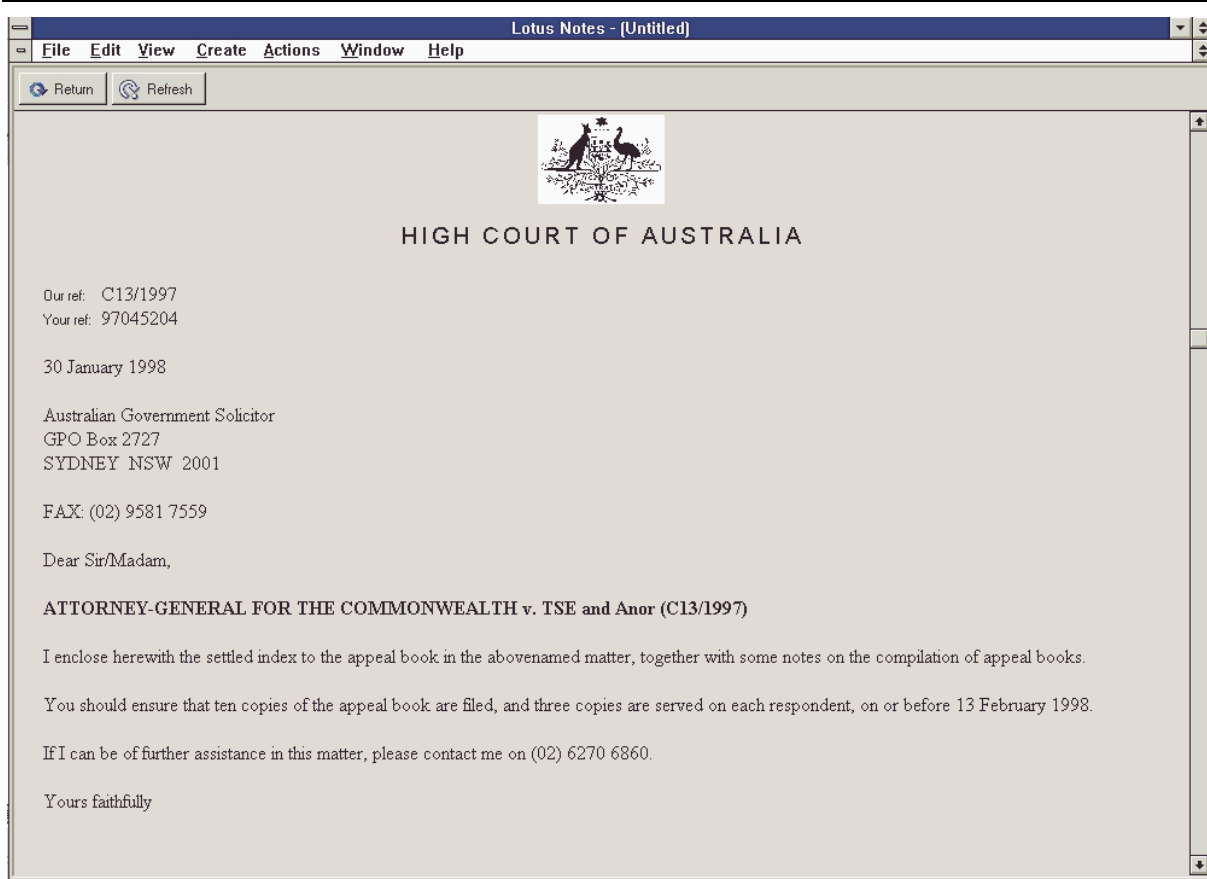 Lotus Notes - (Untitled)
File Edit View Create Actions Window Help
Return Refresh
HIGH COURT OF AUSTRALIA
Our ref: C13/1997
Your ref: 97045204
30 January 1998
Australian Government Solicitor
GPO Box 2727
SYDNEY NSW 2001
FAX: (02) 9581 7559
Dear Sir/Madam,
ATTORNEY-GENERAL FOR THE COMMONWEALTH v. TSE and Anor (C13/1997)
I enclose herewith the settled index to the appeal book in the abovenamed matter, together with some notes on the compilation of appeal books.
You should ensure that ten copies of the appeal book are filed, and three copies are served on each respondent, on or before 13 February 1998.
If I can be of further assistance in this matter, please contact me on (02) 6270 6860.
Yours faithfully